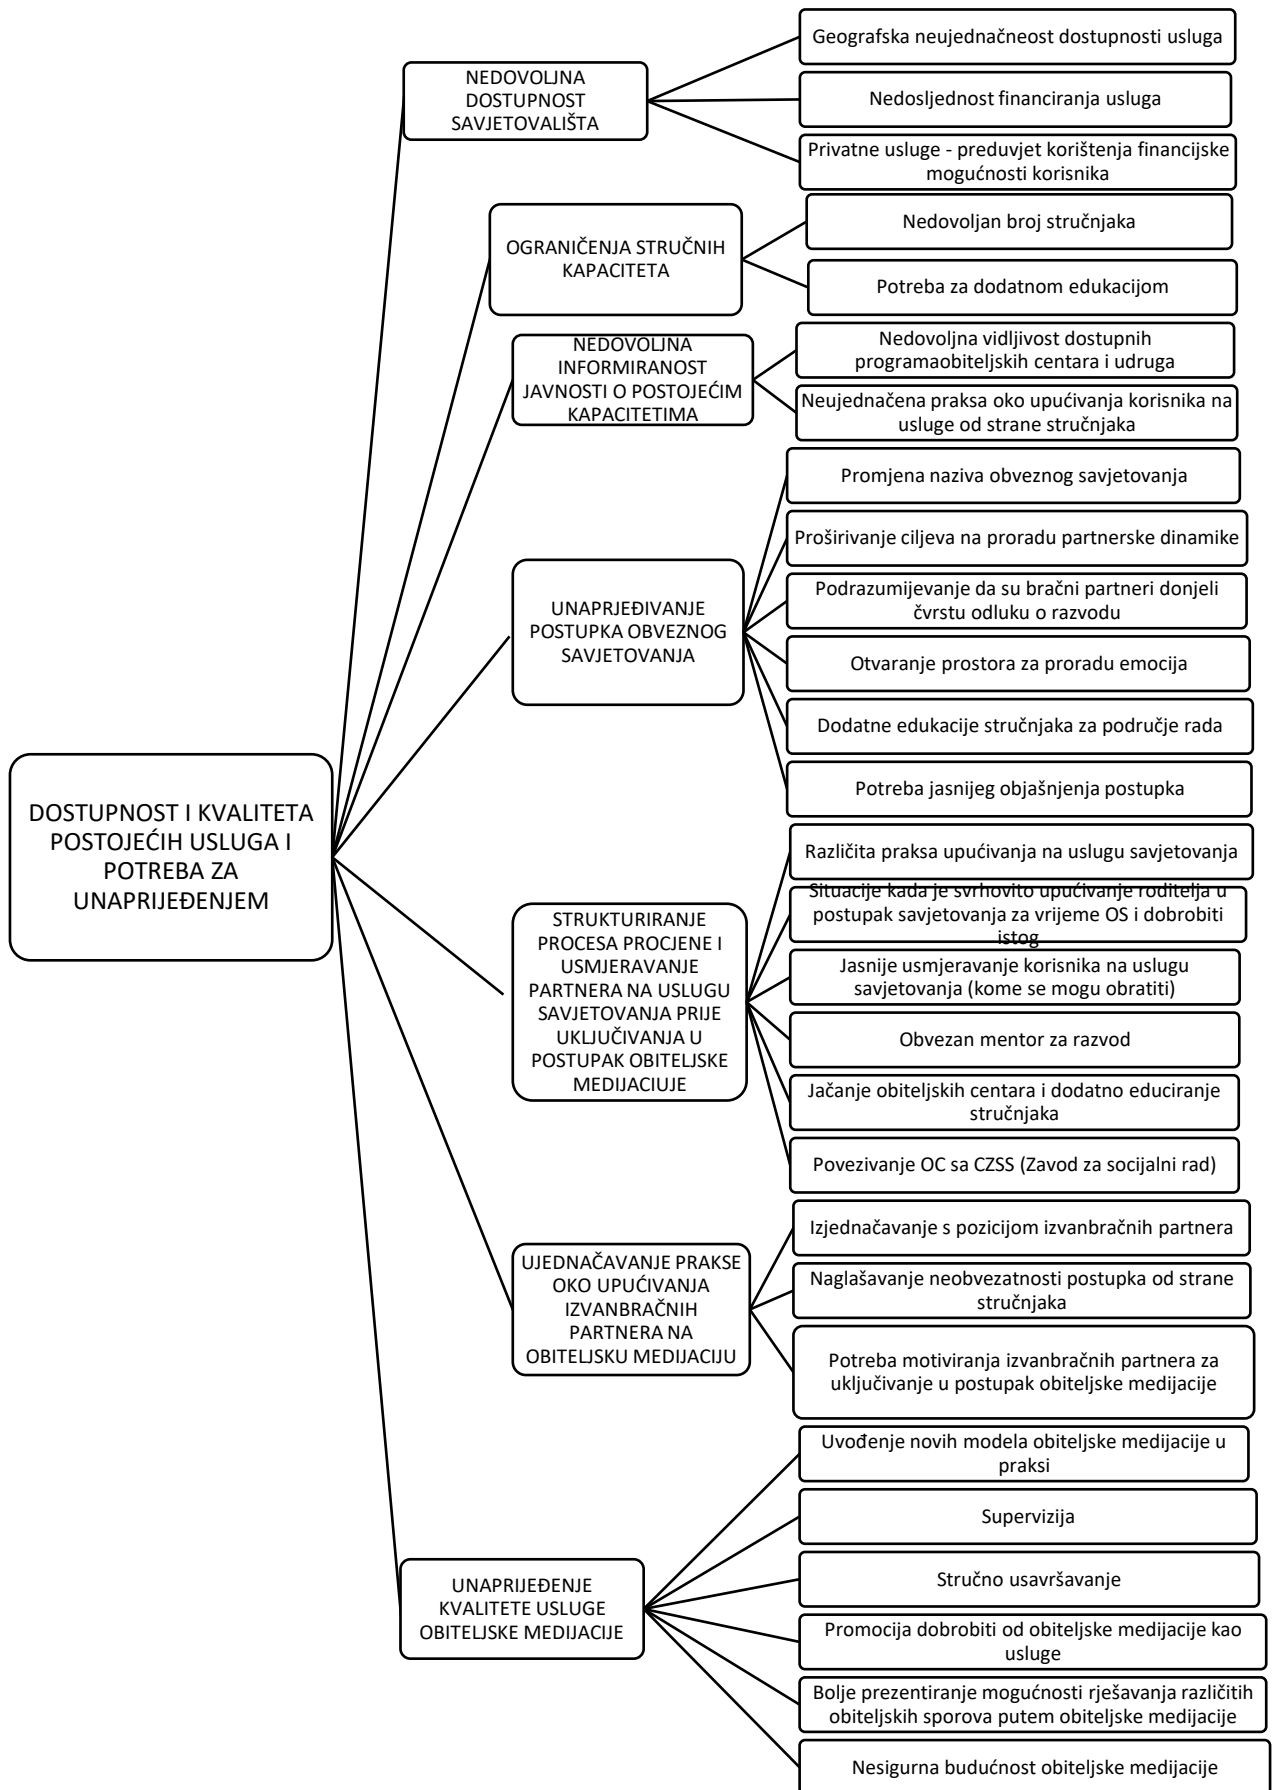 DOSTUPNOST I KVALITETA
POSTOJEĆIH USLUGA I
POTREBA ZA
UNAPRIJEĐENJEM
NEDOVOLJNA
DOSTUPNOST
SAVJETOVALIŠTA
Geografska neujednačneost dostupnosti usluga
Nedosljednost financiranja usluga
Privatne usluge - preduvjet korištenja financijske
mogućnosti korisnika
OGRANIČENJA STRUČNIH
KAPACITETA
Nedovoljan broj stručnjaka
Potreba za dodatnom edukacijom
NEDOVOLJNA
INFORMIRANOST
JAVNOSTI O POSTOJEĆIM
KAPACITETIMA
Nedovoljna vidljivost dostupnih
programaobiteljskih centara i udruga
Neujednačena praksa oko upućivanja korisnika na
usluge od strane stručnjaka
UNAPRJEĐIVANJE
POSTUPKA OBVEZNOG
SAVJETOVANJA
Promjena naziva obveznog savjetovanja
Proširivanje ciljeva na proradu partnerske dinamike
Podrazumijevanje da su bračni partneri donjeli
čvrstu odluku o razvodu
Otvaranje prostora za proradu emocija
Dodatne edukacije stručnjaka za područje rada
Potreba jasnijeg objašnjenja postupka
STRUKTURIRANJE
PROCESA PROCJENE I
USMJERAVANJE
PARTNERA NA USLUGU
SAVJETOVANJA PRIJE
UKLJUČIVANJA U
POSTUPAK OBITELJSKE
MEDIJACIUJE
Različita praksa upućivanja na uslugu savjetovanja
Situacije kada je svrhovito upućivanje roditelja u
postupak savjetovanja za vrijeme OS i dobrobiti
istog
Jasnije usmjeravanje korisnika na uslugu
savjetovanja (kome se mogu obratiti)
Obvezan mentor za razvod
Jačanje obiteljskih centara i dodatno educiranje
stručnjaka
Povezivanje OC sa CZSS (Zavod za socijalni rad)
UJEDNAČAVANJE PRAKSE
OKO UPUĆIVANJA
IZVANBRAČNIH
PARTNERA NA
OBITELJSKU MEDIJACIJU
Izjednačavanje s pozicijom izvanbračnih partnera
Naglašavanje neobvezatnosti postupka od strane
stručnjaka
Potreba motiviranja izvanbračnih partnera za
uključivanje u postupak obiteljske medijacije
UNAPRIJEĐENJE
KVALITETE USLUGE
OBITELJSKE MEDIJACIJE
Uvođenje novih modela obiteljske medijacije u
praksi
Supervizija
Stručno usavršavanje
Promocija dobrobiti od obiteljske medijacije kao
usluge
Bolje prezentiranje mogućnosti rješavanja različitih
obiteljskih sporova putem obiteljske medijacije
Nesigurna budućnost obiteljske medijacije